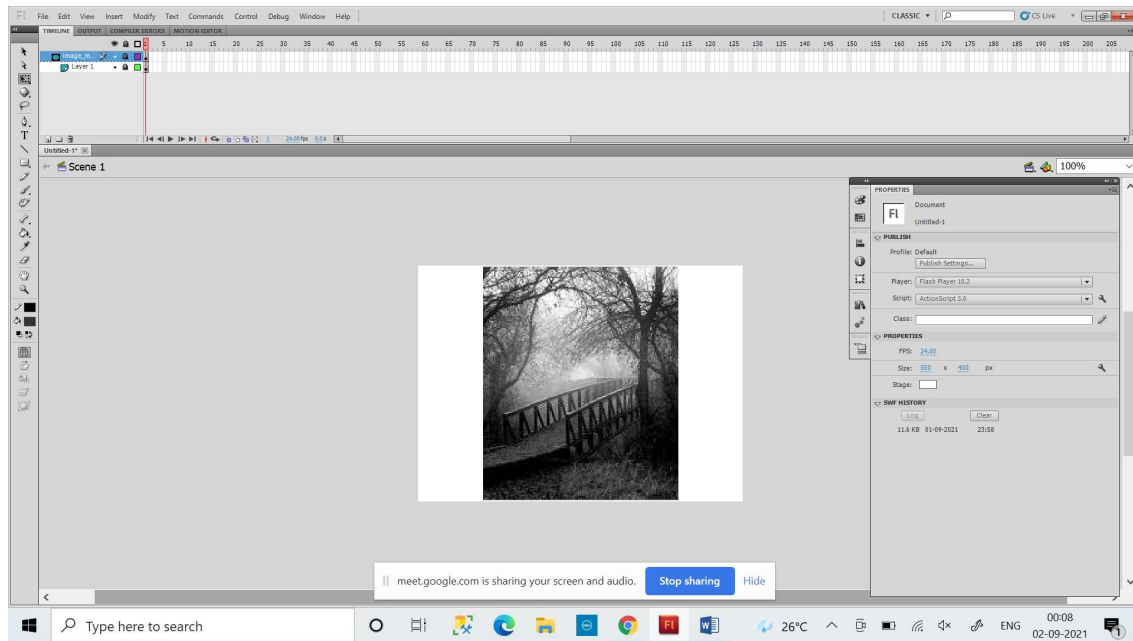 Fl File Edit View Insert Modify Text Commands Control Debug Window Help CLASSIC CS Live
TIMELINE OUTPUT COMPILER ERRORS MOTION EDITOR
1 5 10 15 20 25 30 35 40 45 50 55 60 65 70 75 80 85 90 95 100 105 110 115 120 125 130 135 140 145 150 155 160 165 170 175 180 185 190 195 200 205
image_m...
Layer 1
1 24.00 fps 0.0 s
Untitled-1*
Scene 1 100%
PROPERTIES
Fl Document
Untitled-1
PUBLISH
Profile: Default
Publish Settings...
Player: Flash Player 10.2
Script: ActionScript 3.0
Class:
PROPERTIES
FPS: 24.00
Size: 550 x 400 px
Stage:
SWF HISTORY
Log Clear
11.6 KB 01-09-2021 23:58
meet.google.com is sharing your screen and audio. Stop sharing Hide
Type here to search Fl W 26°C ENG 00:08
02-09-2021
1